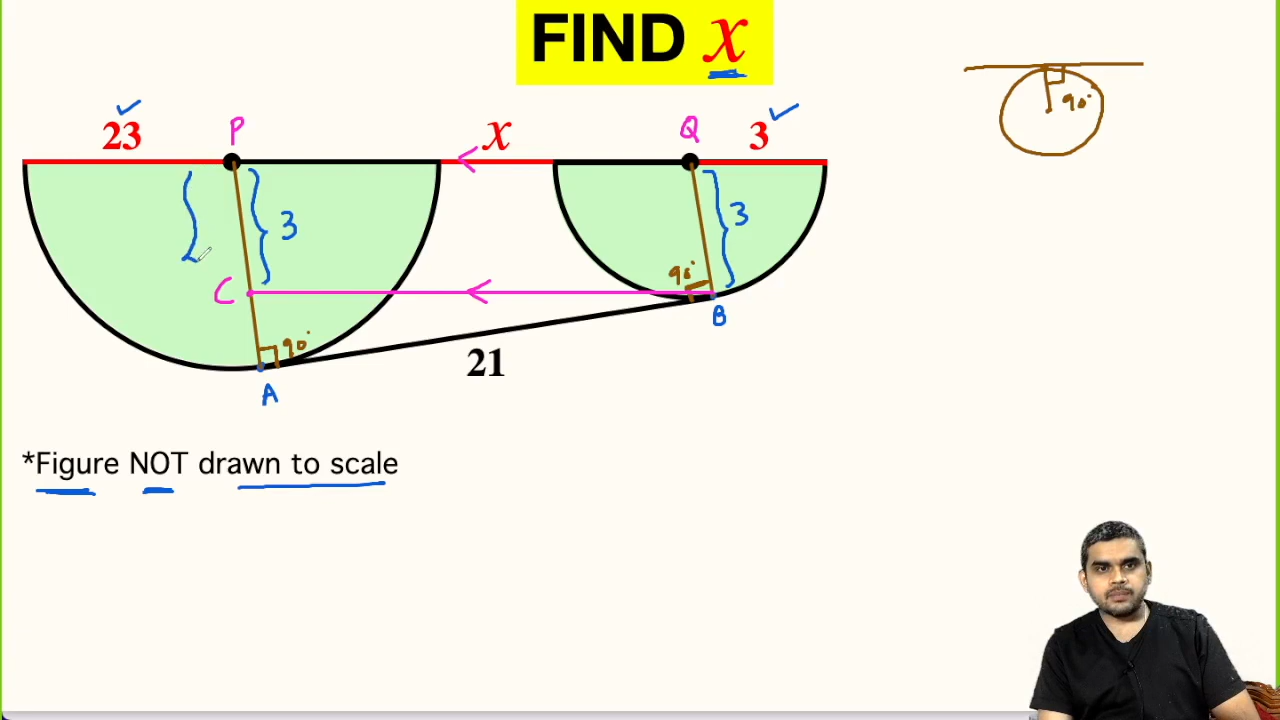 FIND x
23 P x Q 3
90°
3 3
C 90° B
90°
21
A
*Figure NOT drawn to scale